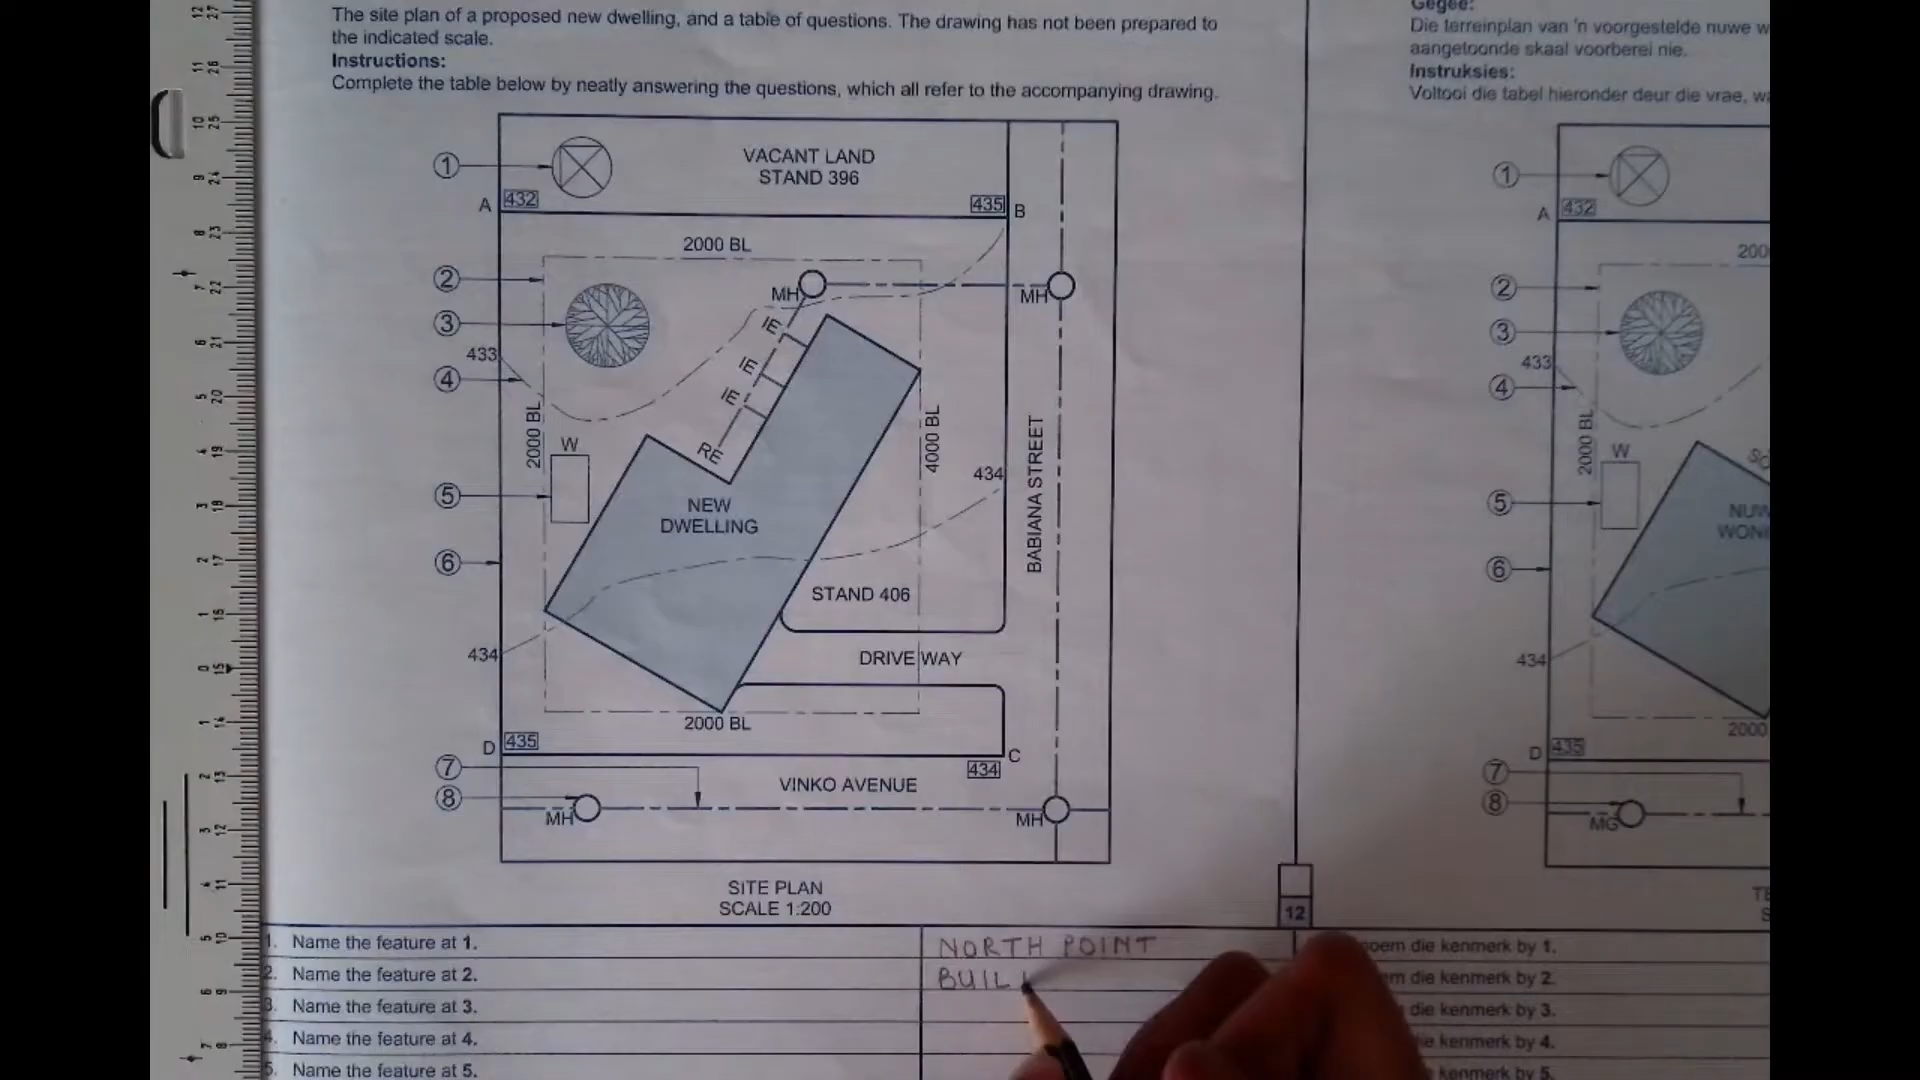 The site plan of a proposed new dwelling, and a table of questions. The drawing has not been prepared to
the indicated scale.
Instructions:
Complete the table below by neatly answering the questions, which all refer to the accompanying drawing.
1
VACANT LAND
STAND 396
A
432
435
B
2000 BL
2
MH
MH
3
IE
433
4
IE
IE
2000 BL
4000 BL
RE
W
434
5
NEW
DWELLING
BABIANA STREET
6
STAND 406
434
DRIVE WAY
2000 BL
D
435
C
434
7
VINKO AVENUE
8
MH
MH
SITE PLAN
SCALE 1:200
12
1. Name the feature at 1.
NORTH POINT
2. Name the feature at 2.
BUIL
3. Name the feature at 3.
4. Name the feature at 4.
5. Name the feature at 5.
Gegee:
Die terreinplan van 'n voorgestelde nuwe
aangetoonde skaal voorberei nie.
Instruksies:
Voltooi die tabel hieronder deur die vrae,
1
A
432
200
2
3
433
4
2000 BL
W
5
6
434
2000
D
435
7
8
MG
die kenmerk by 1.
die kenmerk by 2.
die kenmerk by 3.
kenmerk by 4.
kenmerk by 5.